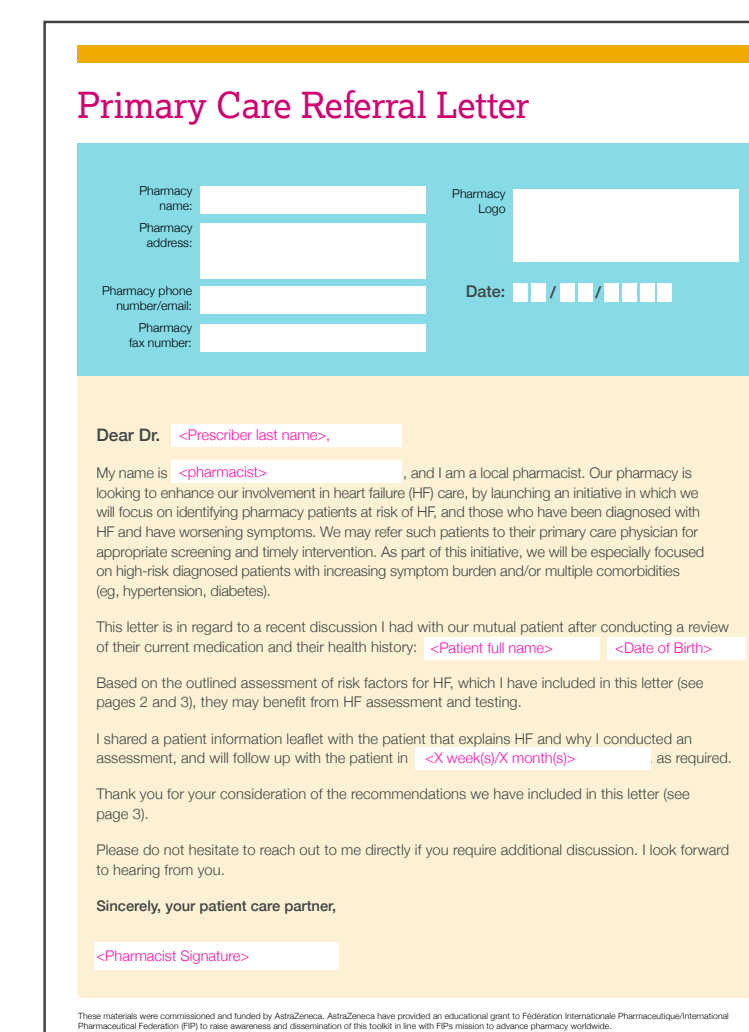 Primary Care Referral Letter
Pharmacy
name:
Pharmacy
address:
Pharmacy phone
number/email:
Pharmacy
fax number:
Pharmacy
Logo
Date: / /
Dear Dr. <Prescriber last name>,
My name is <pharmacist> , and I am a local pharmacist. Our pharmacy is
looking to enhance our involvement in heart failure (HF) care, by launching an initiative in which we
will focus on identifying pharmacy patients at risk of HF, and those who have been diagnosed with
HF and have worsening symptoms. We may refer such patients to their primary care physician for
appropriate screening and timely intervention. As part of this initiative, we will be especially focused
on high-risk diagnosed patients with increasing symptom burden and/or multiple comorbidities
(eg, hypertension, diabetes).
This letter is in regard to a recent discussion I had with our mutual patient after conducting a review
of their current medication and their health history: <Patient full name> <Date of Birth>
Based on the outlined assessment of risk factors for HF, which I have included in this letter (see
pages 2 and 3), they may benefit from HF assessment and testing.
I shared a patient information leaflet with the patient that explains HF and why I conducted an
assessment, and will follow up with the patient in <X week(s)/X month(s)> as required.
Thank you for your consideration of the recommendations we have included in this letter (see
page 3).
Please do not hesitate to reach out to me directly if you require additional discussion. I look forward
to hearing from you.
Sincerely, your patient care partner,
<Pharmacist Signature>
These materials were commissioned and funded by AstraZeneca. AstraZeneca have provided an educational grant to Fédération Internationale Pharmaceutique/International
Pharmaceutical Federation (FIP) to raise awareness and dissemination of this toolkit in line with FIPs mission to advance pharmacy worldwide.